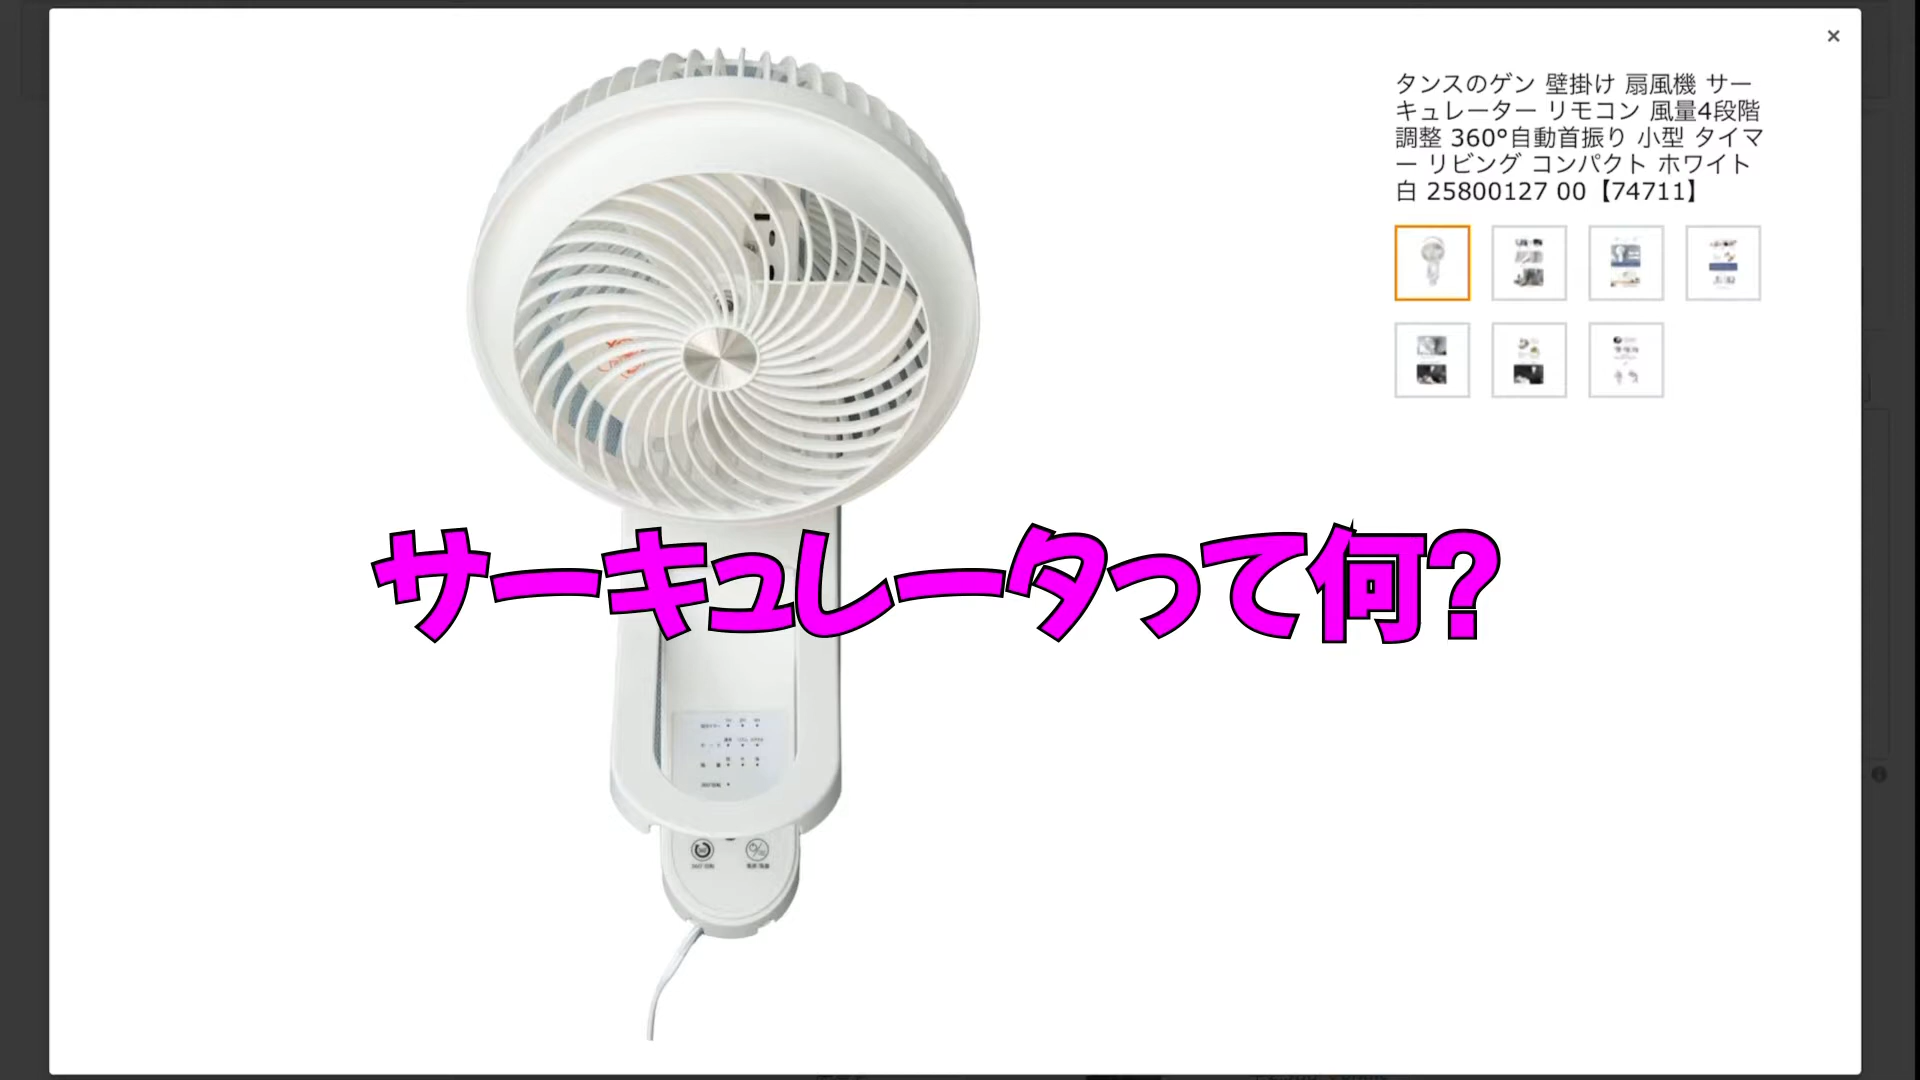 タンスのゲン 壁掛け 扇風機 サー
キュレーター リモコン 風量4段階
調整 360°自動首振り 小型 タイマ
ー リビング コンパクト ホワイト
白 25800127 00【74711】
サーキュレータって何?